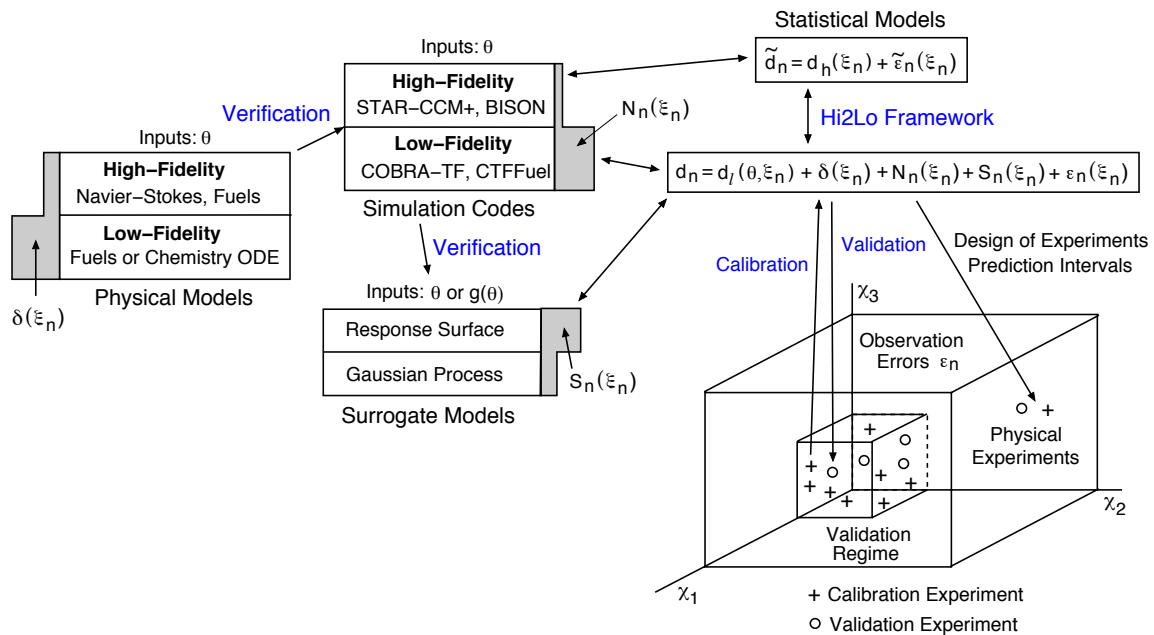 Statistical Models
d̃ₙ = d_h(ξₙ) + ε̃ₙ(ξₙ)
Hi2Lo Framework
dₙ = d_l(θ,ξₙ) + δ(ξₙ) + Nₙ(ξₙ) + Sₙ(ξₙ) + εₙ(ξₙ)
Inputs: θ
High–Fidelity
STAR–CCM+, BISON
Low–Fidelity
COBRA–TF, CTFFuel
Simulation Codes
Nₙ(ξₙ)
Verification
Inputs: θ
High–Fidelity
Navier–Stokes, Fuels
Low–Fidelity
Fuels or Chemistry ODE
Physical Models
δ(ξₙ)
Verification
Inputs: θ or g(θ)
Response Surface
Gaussian Process
Surrogate Models
Sₙ(ξₙ)
Calibration
Validation
Design of Experiments
Prediction Intervals
χ₃
Observation
Errors εₙ
Physical
Experiments
χ₂
Validation
Regime
χ₁
+ Calibration Experiment
o Validation Experiment